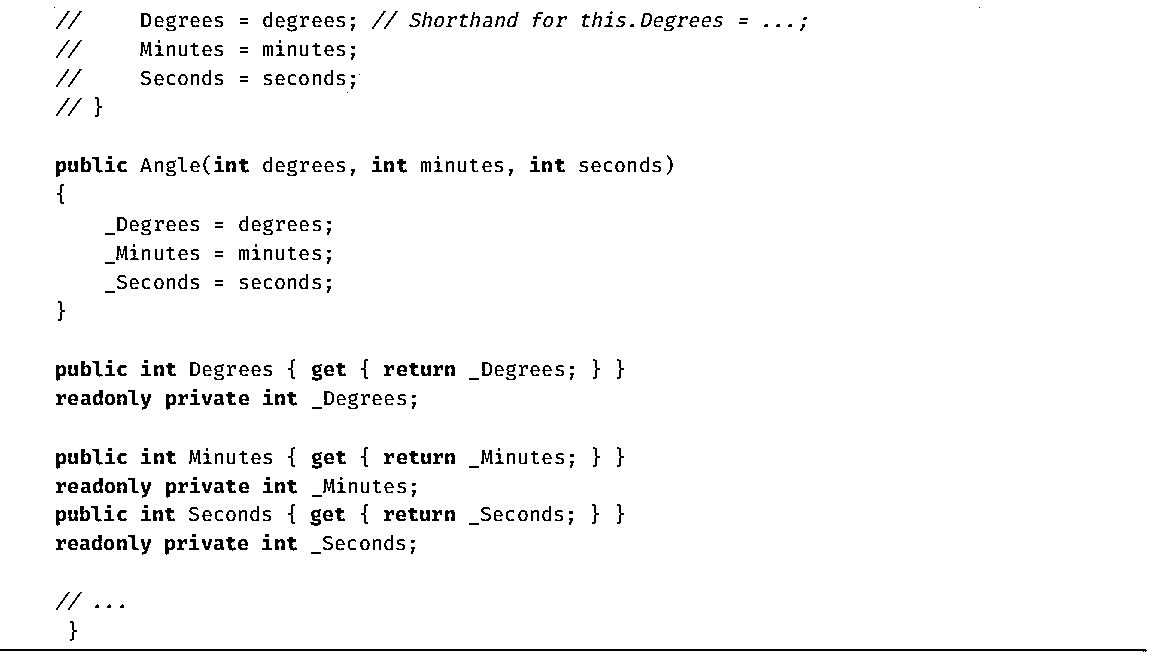 //     Degrees = degrees; // Shorthand for this.Degrees = ...;
//     Minutes = minutes;
//     Seconds = seconds;
// }
public Angle(int degrees, int minutes, int seconds)
{
    _Degrees = degrees;
    _Minutes = minutes;
    _Seconds = seconds;
}
public int Degrees { get { return _Degrees; } }
readonly private int _Degrees;
public int Minutes { get { return _Minutes; } }
readonly private int _Minutes;
public int Seconds { get { return _Seconds; } }
readonly private int _Seconds;
// ...
 }